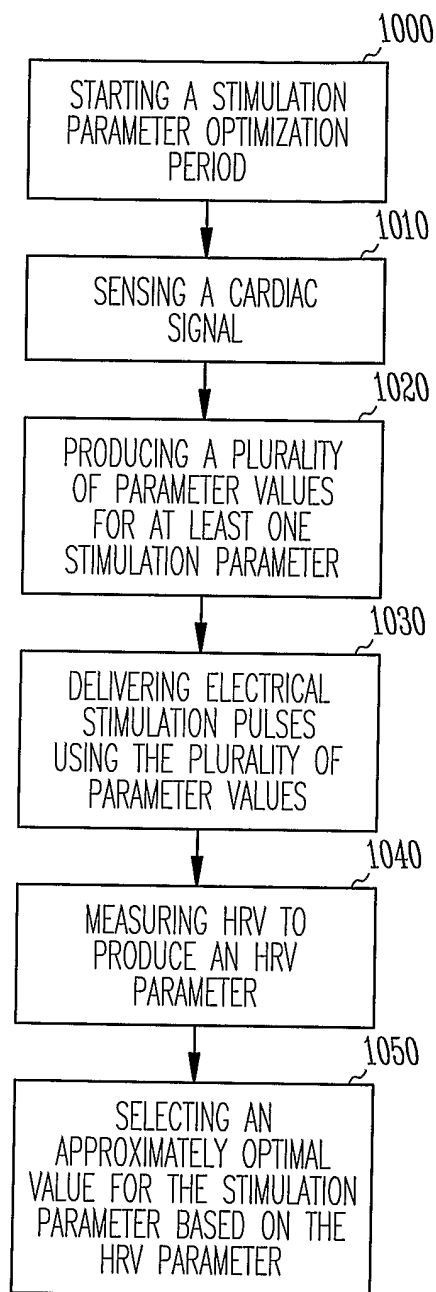 1000
STARTING A STIMULATION
PARAMETER OPTIMIZATION
PERIOD
1010
SENSING A CARDIAC
SIGNAL
1020
PRODUCING A PLURALITY
OF PARAMETER VALUES
FOR AT LEAST ONE
STIMULATION PARAMETER
1030
DELIVERING ELECTRICAL
STIMULATION PULSES
USING THE PLURALITY OF
PARAMETER VALUES
1040
MEASURING HRV TO
PRODUCE AN HRV
PARAMETER
1050
SELECTING AN
APPROXIMATELY OPTIMAL
VALUE FOR THE STIMULATION
PARAMETER BASED ON THE
HRV PARAMETER